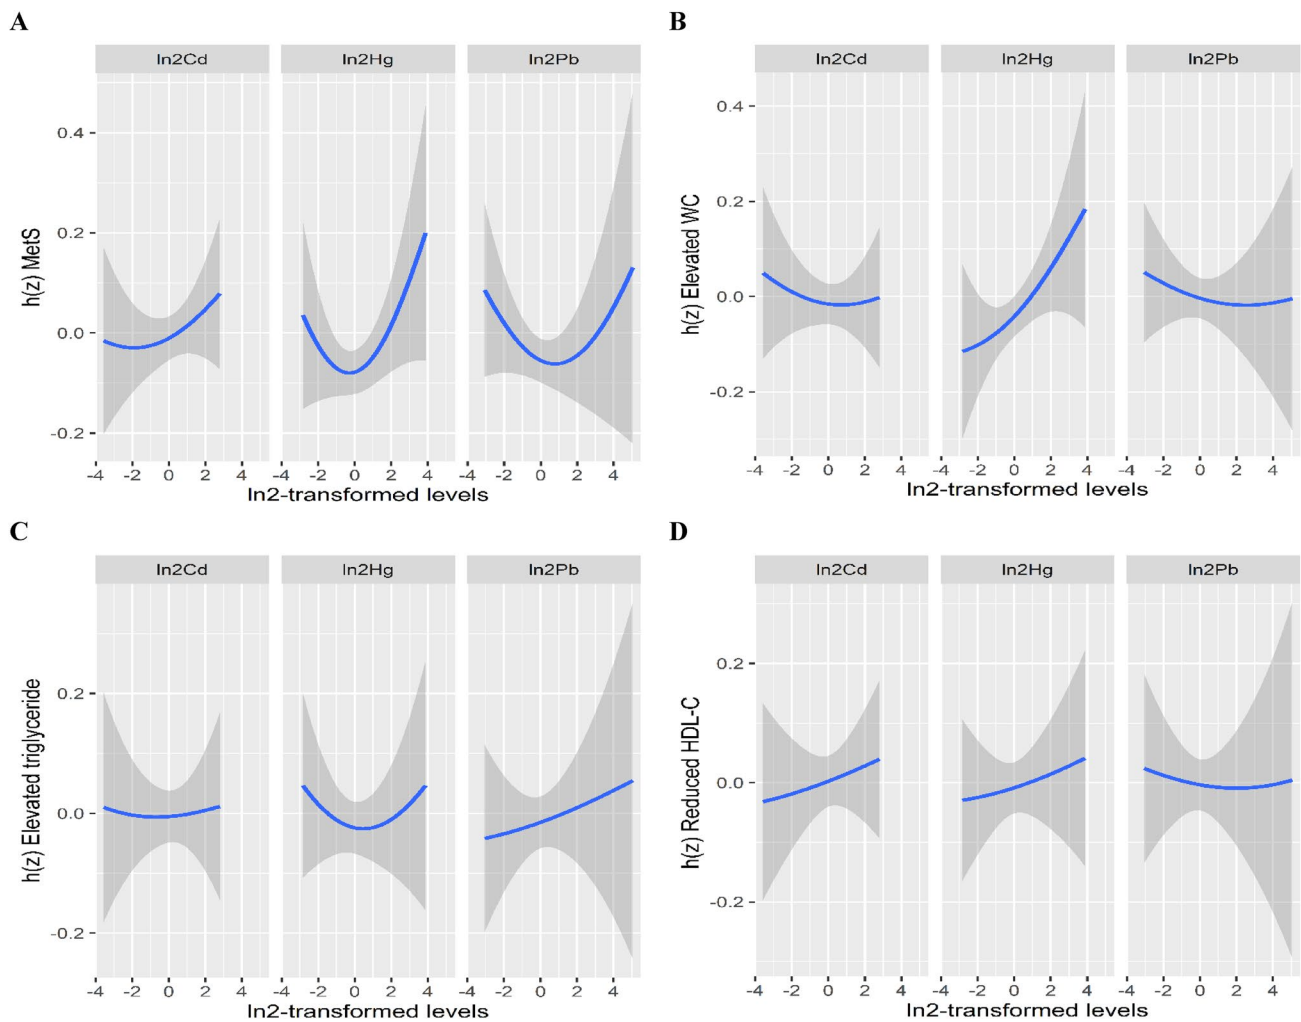 A
ln2Cd ln2Hg ln2Pb
h(z) MetS
0.4
0.2
0.0
-0.2
-4 -2 0 2 4 -4 -2 0 2 4 -4 -2 0 2 4
ln2-transformed levels
B
ln2Cd ln2Hg ln2Pb
h(z) Elevated WC
0.4
0.2
0.0
-0.2
-4 -2 0 2 4 -4 -2 0 2 4 -4 -2 0 2 4
ln2-transformed levels
C
ln2Cd ln2Hg ln2Pb
h(z) Elevated triglyceride
0.2
0.0
-0.2
-4 -2 0 2 4 -4 -2 0 2 4 -4 -2 0 2 4
ln2-transformed levels
D
ln2Cd ln2Hg ln2Pb
h(z) Reduced HDL-C
0.2
0.0
-0.2
-4 -2 0 2 4 -4 -2 0 2 4 -4 -2 0 2 4
ln2-transformed levels